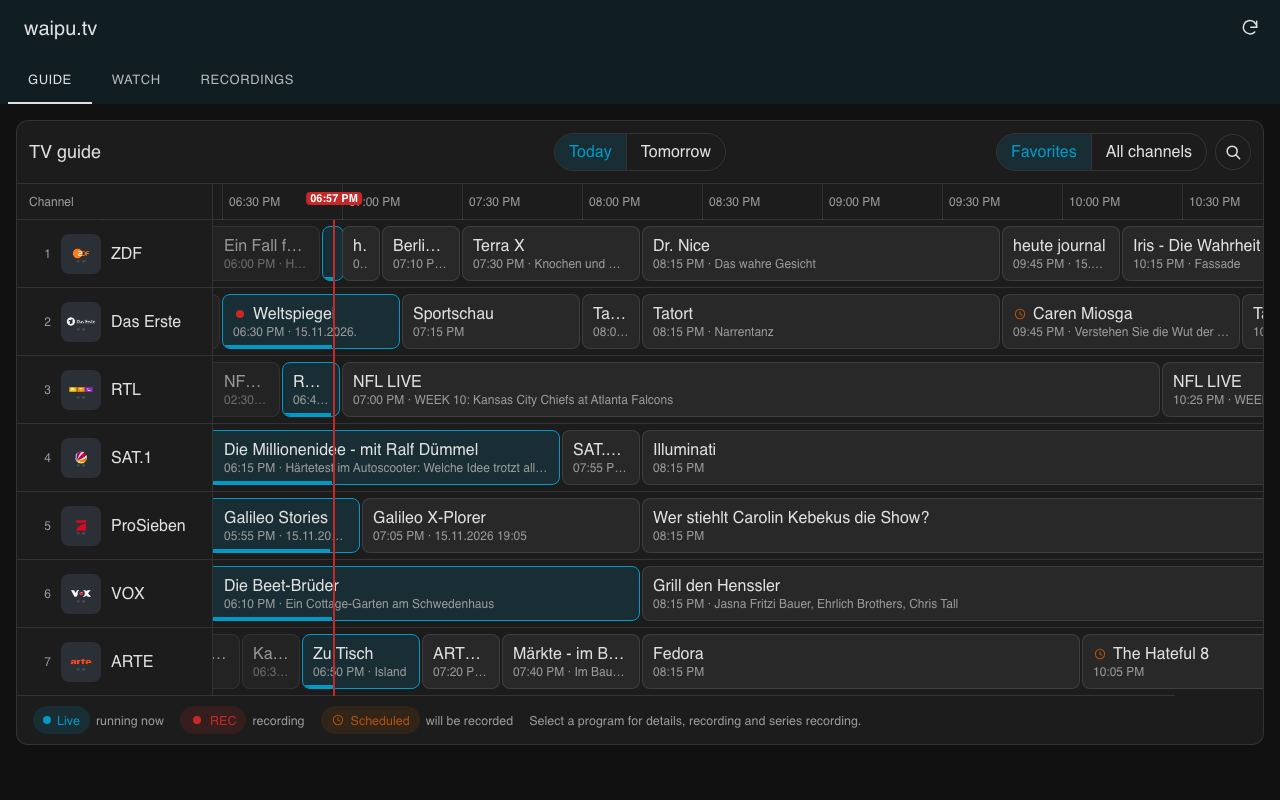 waipu.tv
GUIDE WATCH RECORDINGS
TV guide Today Tomorrow Favorites All channels
Channel 06:30 PM 06:57 PM 07:00 PM 07:30 PM 08:00 PM 08:30 PM 09:00 PM 09:30 PM 10:00 PM 10:30 PM
1 ZDF ZDF
Ein Fall f… h. Berli… Terra X Dr. Nice heute journal Iris - Die Wahrheit
06:00 PM · H… 0.. 07:10 P… 07:30 PM · Knochen und … 08:15 PM · Das wahre Gesicht 09:45 PM · 15.… 10:15 PM · Fassade
2 Das Erste Das Erste
Weltspiegel Sportschau Ta… Tatort Caren Miosga
06:30 PM · 15.11.2026. 07:15 PM 08:0… 08:15 PM · Narrentanz 09:45 PM · Verstehen Sie die Wut der …
3 RTL
NF… R… NFL LIVE NFL LIVE
02:30… 06:4… 07:00 PM · WEEK 10: Kansas City Chiefs at Atlanta Falcons 10:25 PM · WEE
4 SAT.1
Die Millionenidee - mit Ralf Dümmel SAT.… Illuminati
06:15 PM · Härtetest im Autoscooter: Welche Idee trotzt all… 07:55 P… 08:15 PM
5 ProSieben
Galileo Stories Galileo X-Plorer Wer stiehlt Carolin Kebekus die Show?
05:55 PM · 15.11.20… 07:05 PM · 15.11.2026 19:05 08:15 PM
6 VOX VOX
Die Beet-Brüder Grill den Henssler
06:10 PM · Ein Cottage-Garten am Schwedenhaus 08:15 PM · Jasna Fritzi Bauer, Ehrlich Brothers, Chris Tall
7 arte ARTE
… Ka… Zu Tisch ART… Märkte - im B… Fedora The Hateful 8
06:3… 06:50 PM · Island 07:20 P… 07:40 PM · Im Bau… 08:15 PM 10:05 PM
Live running now REC recording Scheduled will be recorded Select a program for details, recording and series recording.